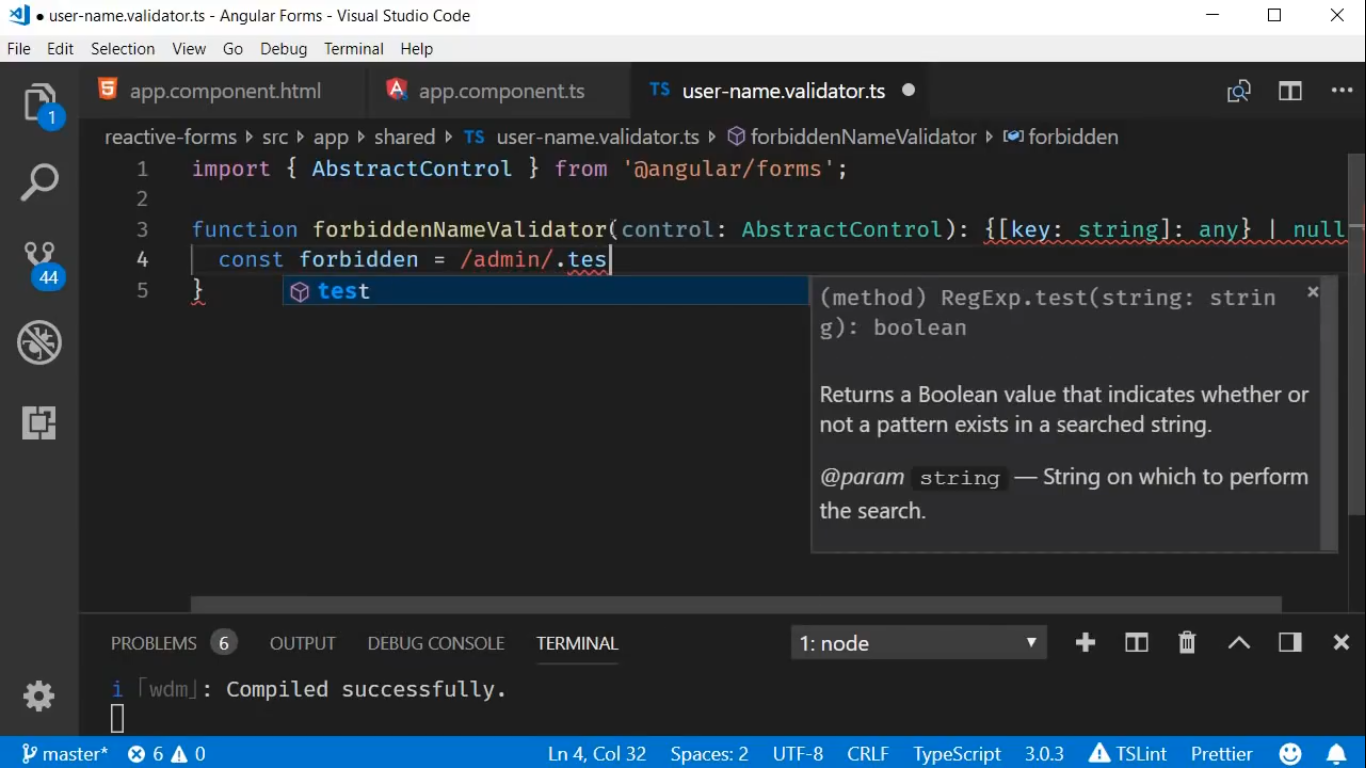 ● user-name.validator.ts - Angular Forms - Visual Studio Code
File Edit Selection View Go Debug Terminal Help
app.component.html app.component.ts TS user-name.validator.ts ●
1
reactive-forms src app shared TS user-name.validator.ts forbiddenNameValidator forbidden
1 import { AbstractControl } from '@angular/forms';
2
3 function forbiddenNameValidator(control: AbstractControl): {[key: string]: any} | null
4 const forbidden = /admin/.tes
5 }
test
(method) RegExp.test(string: strin
g): boolean
Returns a Boolean value that indicates whether or
not a pattern exists in a searched string.
@param string — String on which to perform
the search.
44
PROBLEMS 6 OUTPUT DEBUG CONSOLE TERMINAL 1: node
i ｢wdm｣: Compiled successfully.
master* 6 0 Ln 4, Col 32 Spaces: 2 UTF-8 CRLF TypeScript 3.0.3 TSLint Prettier